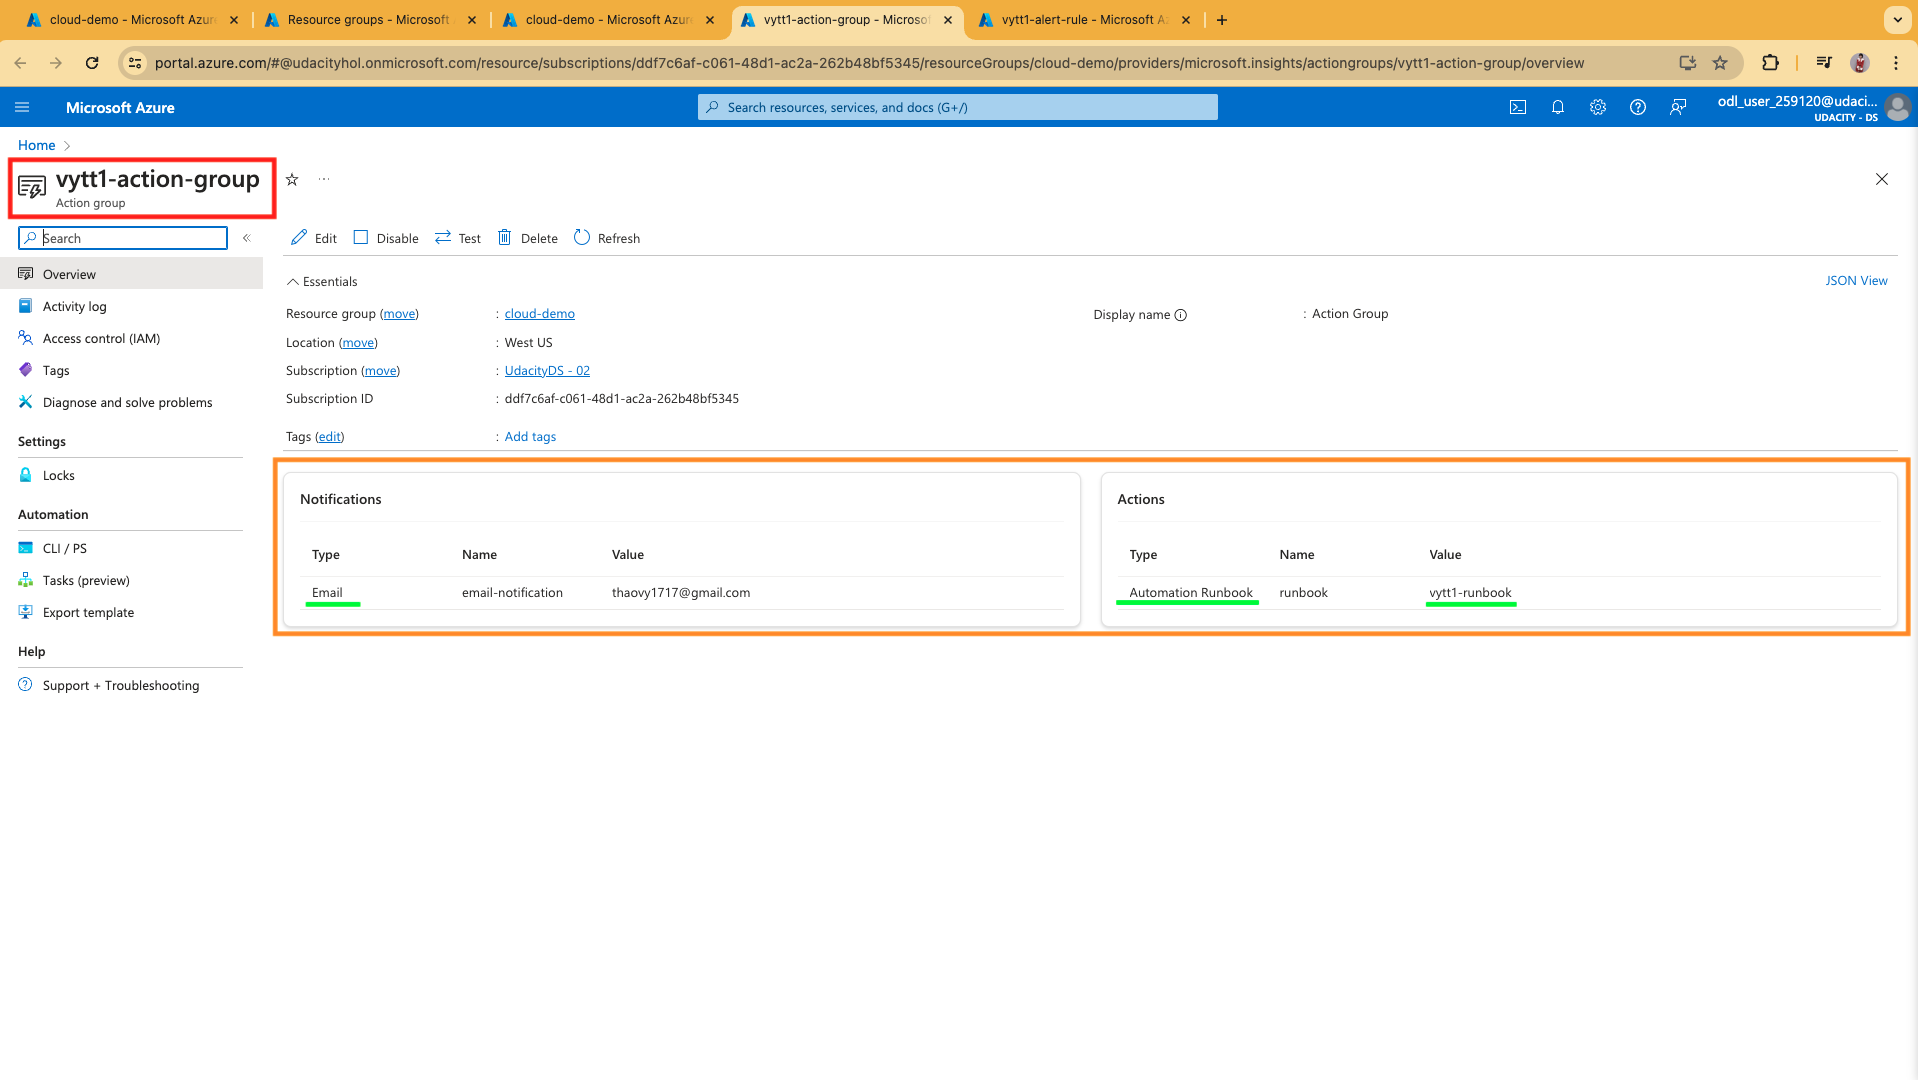 cloud-demo - Microsoft Azur
Resource groups - Microsoft
cloud-demo - Microsoft Azur
vytt1-action-group - Microsof
vytt1-alert-rule - Microsoft A
portal.azure.com/#@udacityhol.onmicrosoft.com/resource/subscriptions/ddf7c6af-c061-48d1-ac2a-262b48bf5345/resourceGroups/cloud-demo/providers/microsoft.insights/actiongroups/vytt1-action-group/overview
Microsoft Azure
Search resources, services, and docs (G+/)
odl_user_259120@udaci...
UDACITY - DS
Home
vytt1-action-group
Action group
Search
Edit
Disable
Test
Delete
Refresh
Overview
Activity log
Access control (IAM)
Tags
Diagnose and solve problems
Settings
Locks
Automation
CLI / PS
Tasks (preview)
Export template
Help
Support + Troubleshooting
Essentials
JSON View
Resource group (move) : cloud-demo
Location (move) : West US
Subscription (move) : UdacityDS - 02
Subscription ID : ddf7c6af-c061-48d1-ac2a-262b48bf5345
Tags (edit) : Add tags
Display name : Action Group
Notifications
Type Name Value
Email email-notification thaovy1717@gmail.com
Actions
Type Name Value
Automation Runbook runbook vytt1-runbook